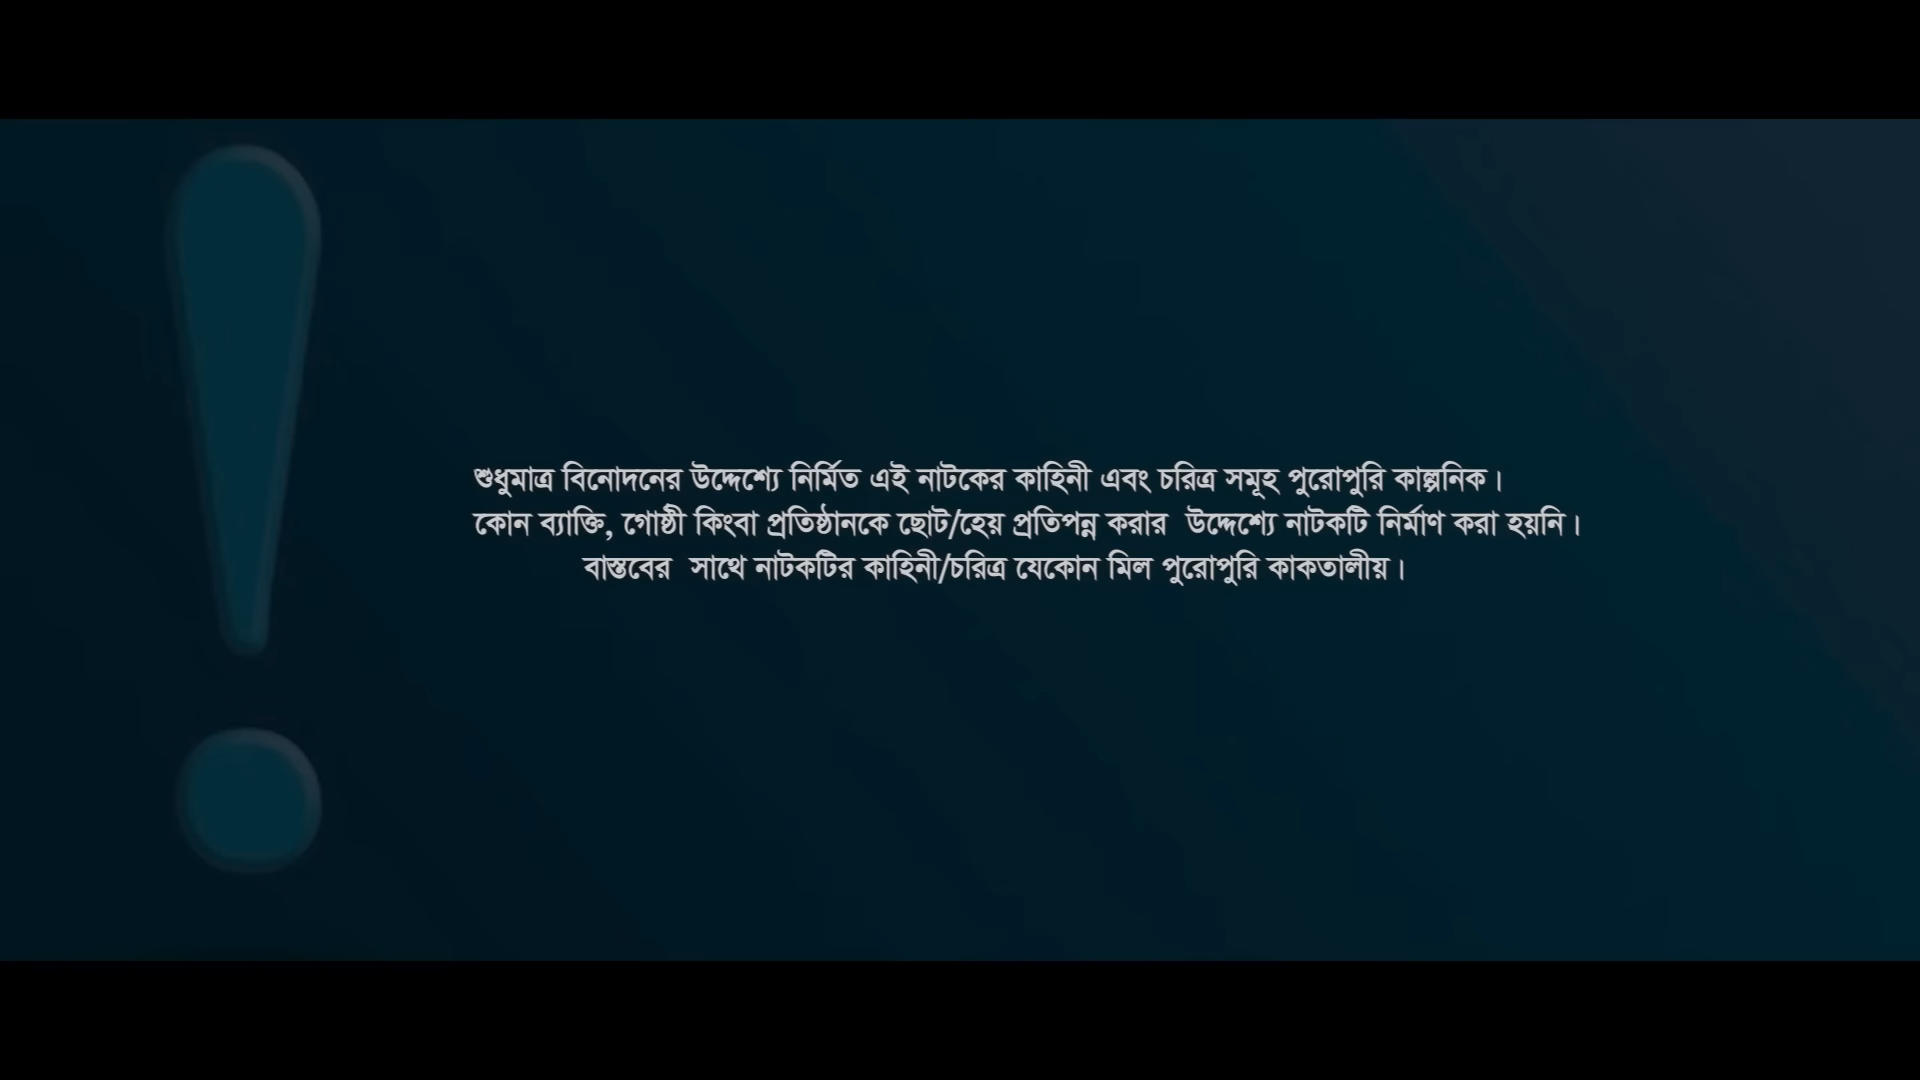 শুধুমাত্র বিনোদনের উদ্দেশ্যে নির্মিত এই নাটকের কাহিনী এবং চরিত্র সমূহ পুরোপুরি কাল্পনিক।
কোন ব্যাক্তি, গোষ্ঠী কিংবা প্রতিষ্ঠানকে ছোট/হেয় প্রতিপন্ন করার উদ্দেশ্যে নাটকটি নির্মাণ করা হয়নি।
বাস্তবের সাথে নাটকটির কাহিনী/চরিত্র যেকোন মিল পুরোপুরি কাকতালীয়।